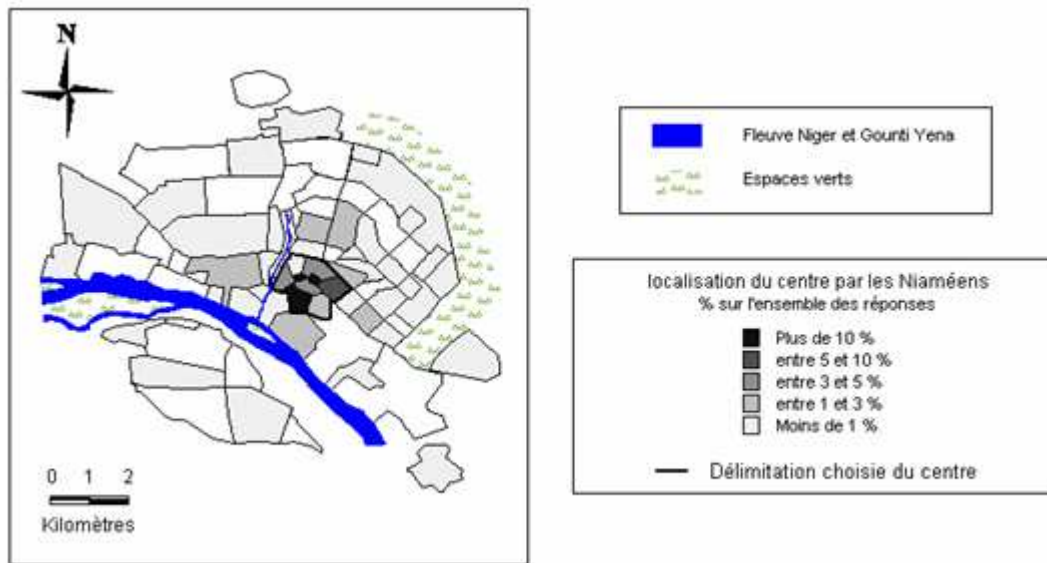 N
0 1 2
Kilomètres
Fleuve Niger et Gounti Yena
Espaces verts
localisation du centre par les Niaméens
% sur l'ensemble des réponses
Plus de 10 %
entre 5 et 10 %
entre 3 et 5 %
entre 1 et 3 %
Moins de 1 %
Délimitation choisie du centre